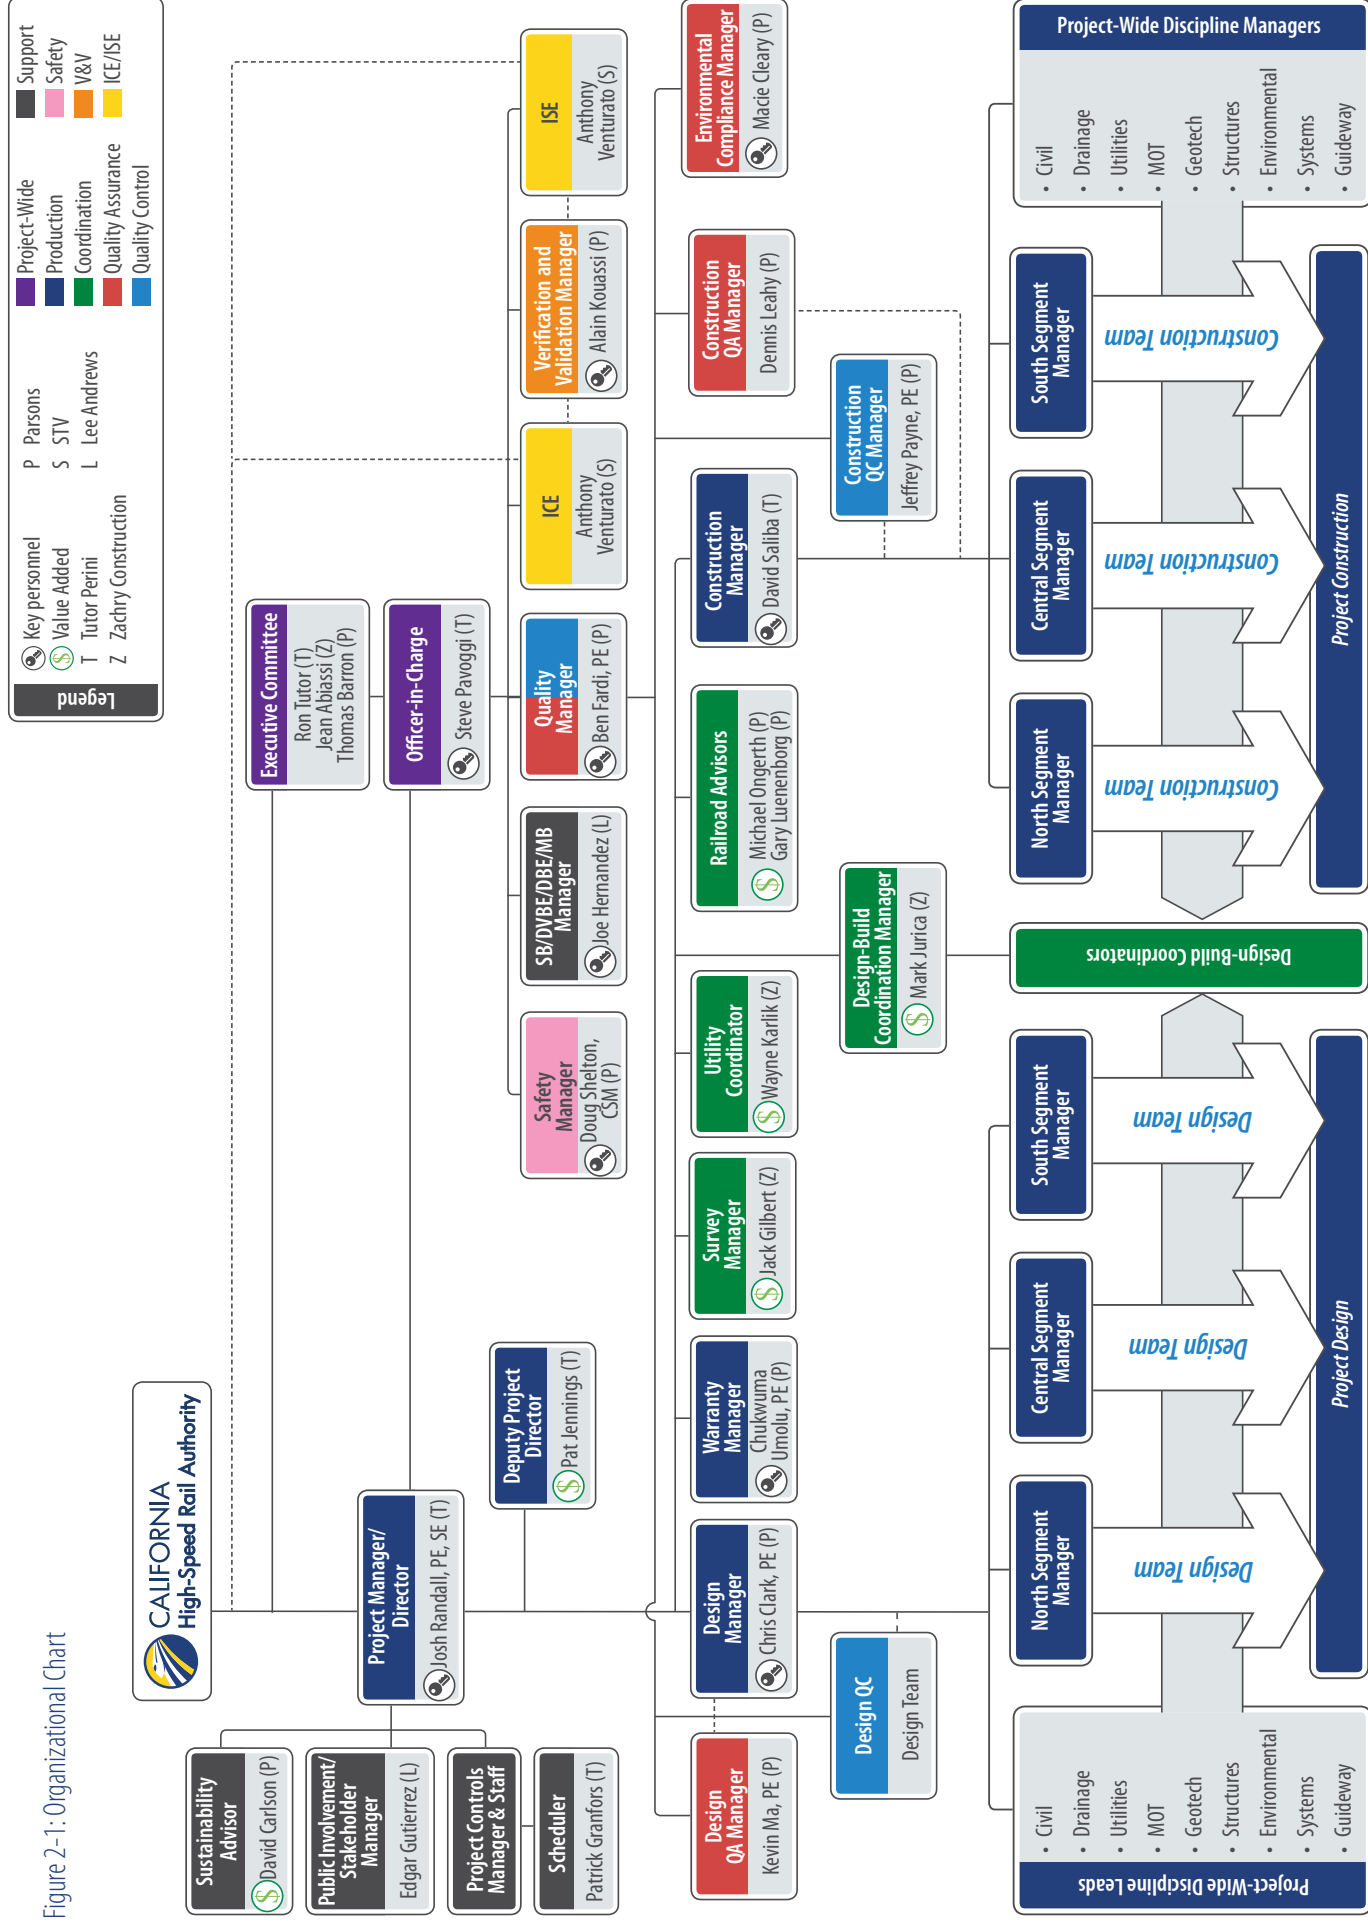 Figure 2-1: Organizational Chart
CALIFORNIA
High-Speed Rail Authority
Legend
Key personnel
Value Added
T Tutor Perini
Z Zachry Construction
P Parsons
S STV
L Lee Andrews
Project-Wide
Production
Coordination
Quality Assurance
Quality Control
Support
Safety
V&V
ICE/ISE
Executive Committee
Ron Tutor (T)
Jean Abiassi (Z)
Thomas Barron (P)
Officer-in-Charge
Steve Pavoggi (T)
Project Manager/
Director
Josh Randall, PE, SE (T)
Sustainability
Advisor
David Carlson (P)
Public Involvement/
Stakeholder
Manager
Edgar Gutierrez (L)
Project Controls
Manager & Staff
Scheduler
Patrick Granfors (T)
Deputy Project
Director
Pat Jennings (T)
Safety
Manager
Doug Shelton,
CSM (P)
SB/DVBE/DBE/MB
Manager
Joe Hernandez (L)
Quality
Manager
Ben Fardi, PE (P)
ICE
Anthony
Venturato (S)
Verification and
Validation Manager
Alain Kouassi (P)
ISE
Anthony
Venturato (S)
Design
QA Manager
Kevin Ma, PE (P)
Design
Manager
Chris Clark, PE (P)
Warranty
Manager
Chukwuma
Umolu, PE (P)
Survey
Manager
Jack Gilbert (Z)
Utility
Coordinator
Wayne Karlik (Z)
Railroad Advisors
Michael Ongerth (P)
Gary Luenenborg (P)
Construction
Manager
David Saliba (T)
Construction
QA Manager
Dennis Leahy (P)
Environmental
Compliance Manager
Macie Cleary (P)
Design QC
Design Team
Design-Build
Coordination Manager
Mark Jurica (Z)
Construction
QC Manager
Jeffrey Payne, PE (P)
Project-Wide Discipline Leads
• Civil
• Drainage
• Utilities
• MOT
• Geotech
• Structures
• Environmental
• Systems
• Guideway
North Segment
Manager
Design Team
Central Segment
Manager
Design Team
South Segment
Manager
Design Team
Project Design
Design-Build Coordinators
North Segment
Manager
Construction Team
Central Segment
Manager
Construction Team
South Segment
Manager
Construction Team
Project Construction
Project-Wide Discipline Managers
• Civil
• Drainage
• Utilities
• MOT
• Geotech
• Structures
• Environmental
• Systems
• Guideway